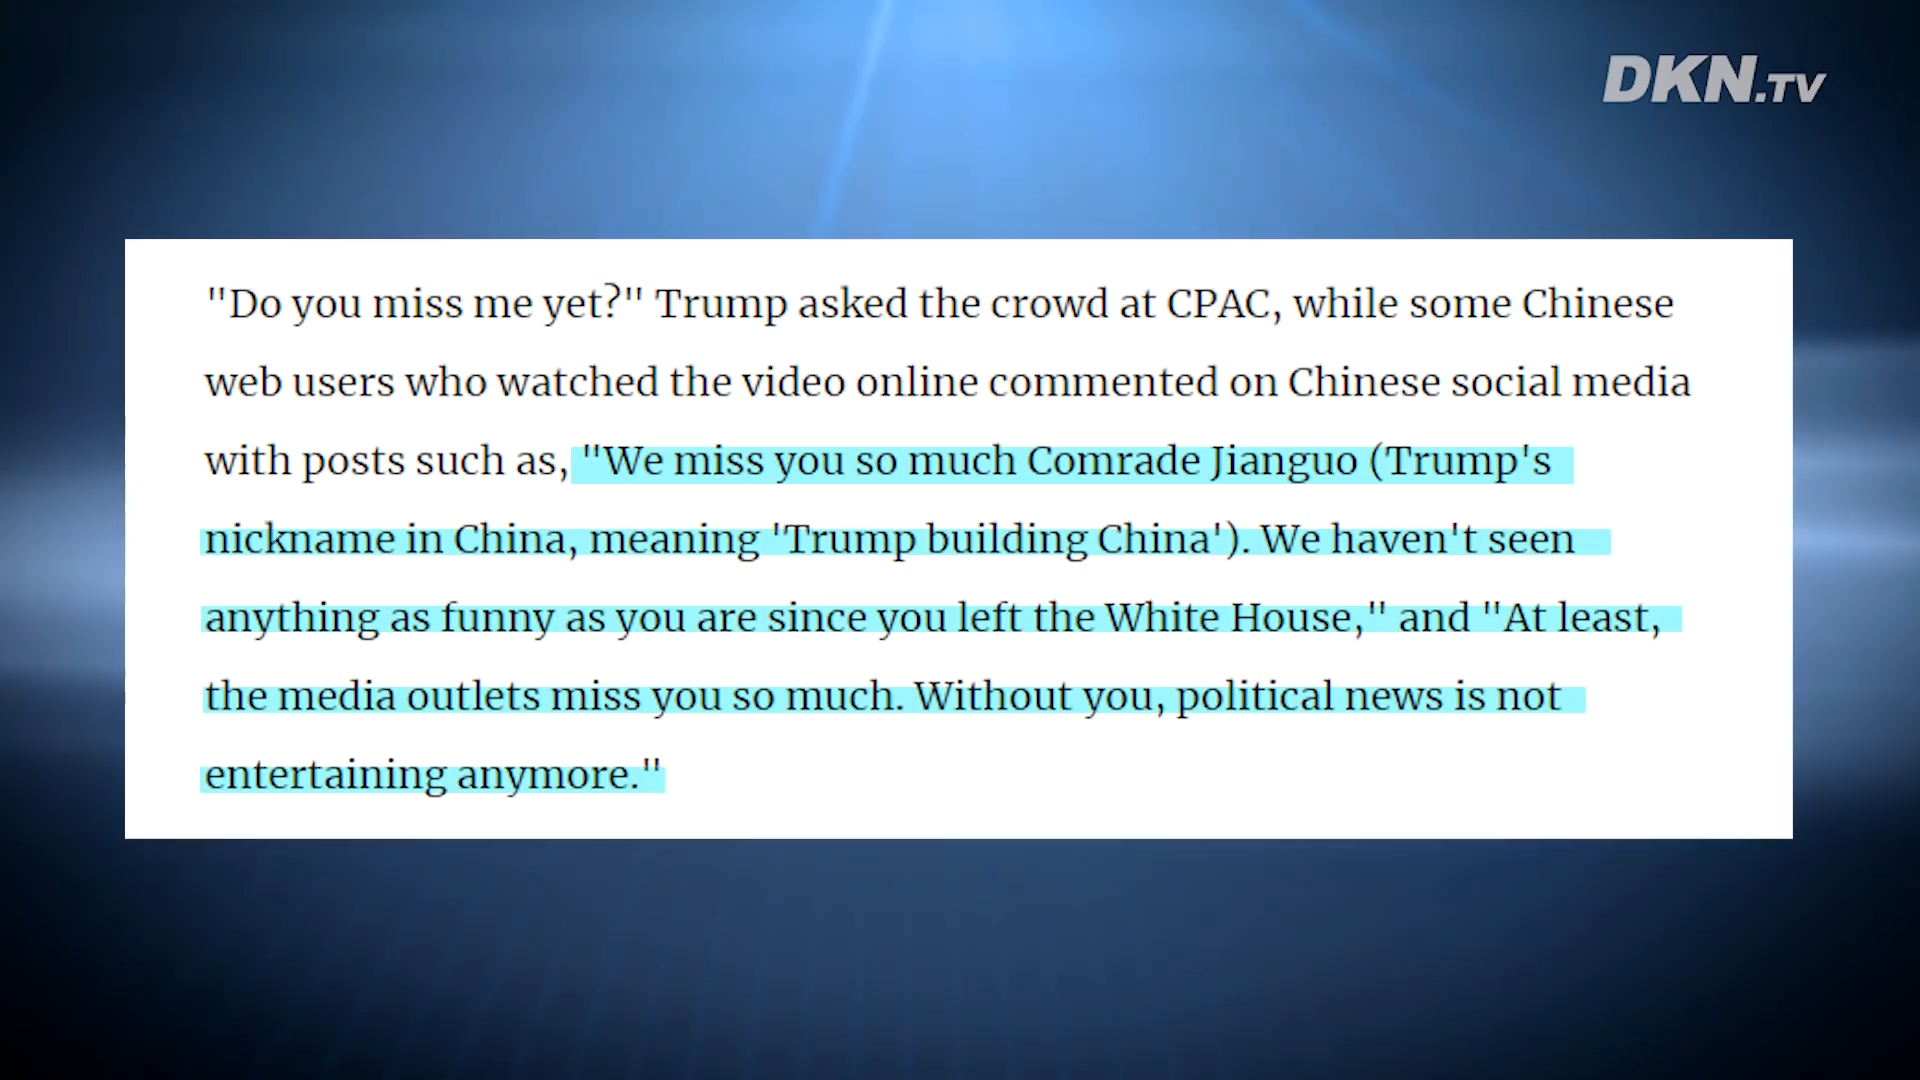 DKN.TV
"Do you miss me yet?" Trump asked the crowd at CPAC, while some Chinese
web users who watched the video online commented on Chinese social media
with posts such as, "We miss you so much Comrade Jianguo (Trump's
nickname in China, meaning 'Trump building China'). We haven't seen
anything as funny as you are since you left the White House," and "At least,
the media outlets miss you so much. Without you, political news is not
entertaining anymore."